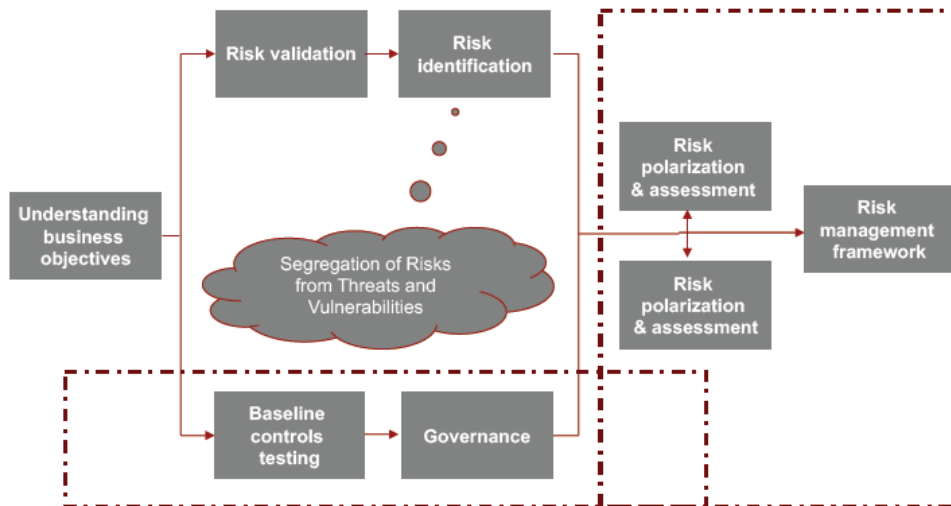 Risk validation
Risk
identification
Understanding
business
objectives
Segregation of Risks
from Threats and
Vulnerabilities
Baseline
controls
testing
Governance
Risk
polarization
& assessment
Risk
polarization
& assessment
Risk
management
framework